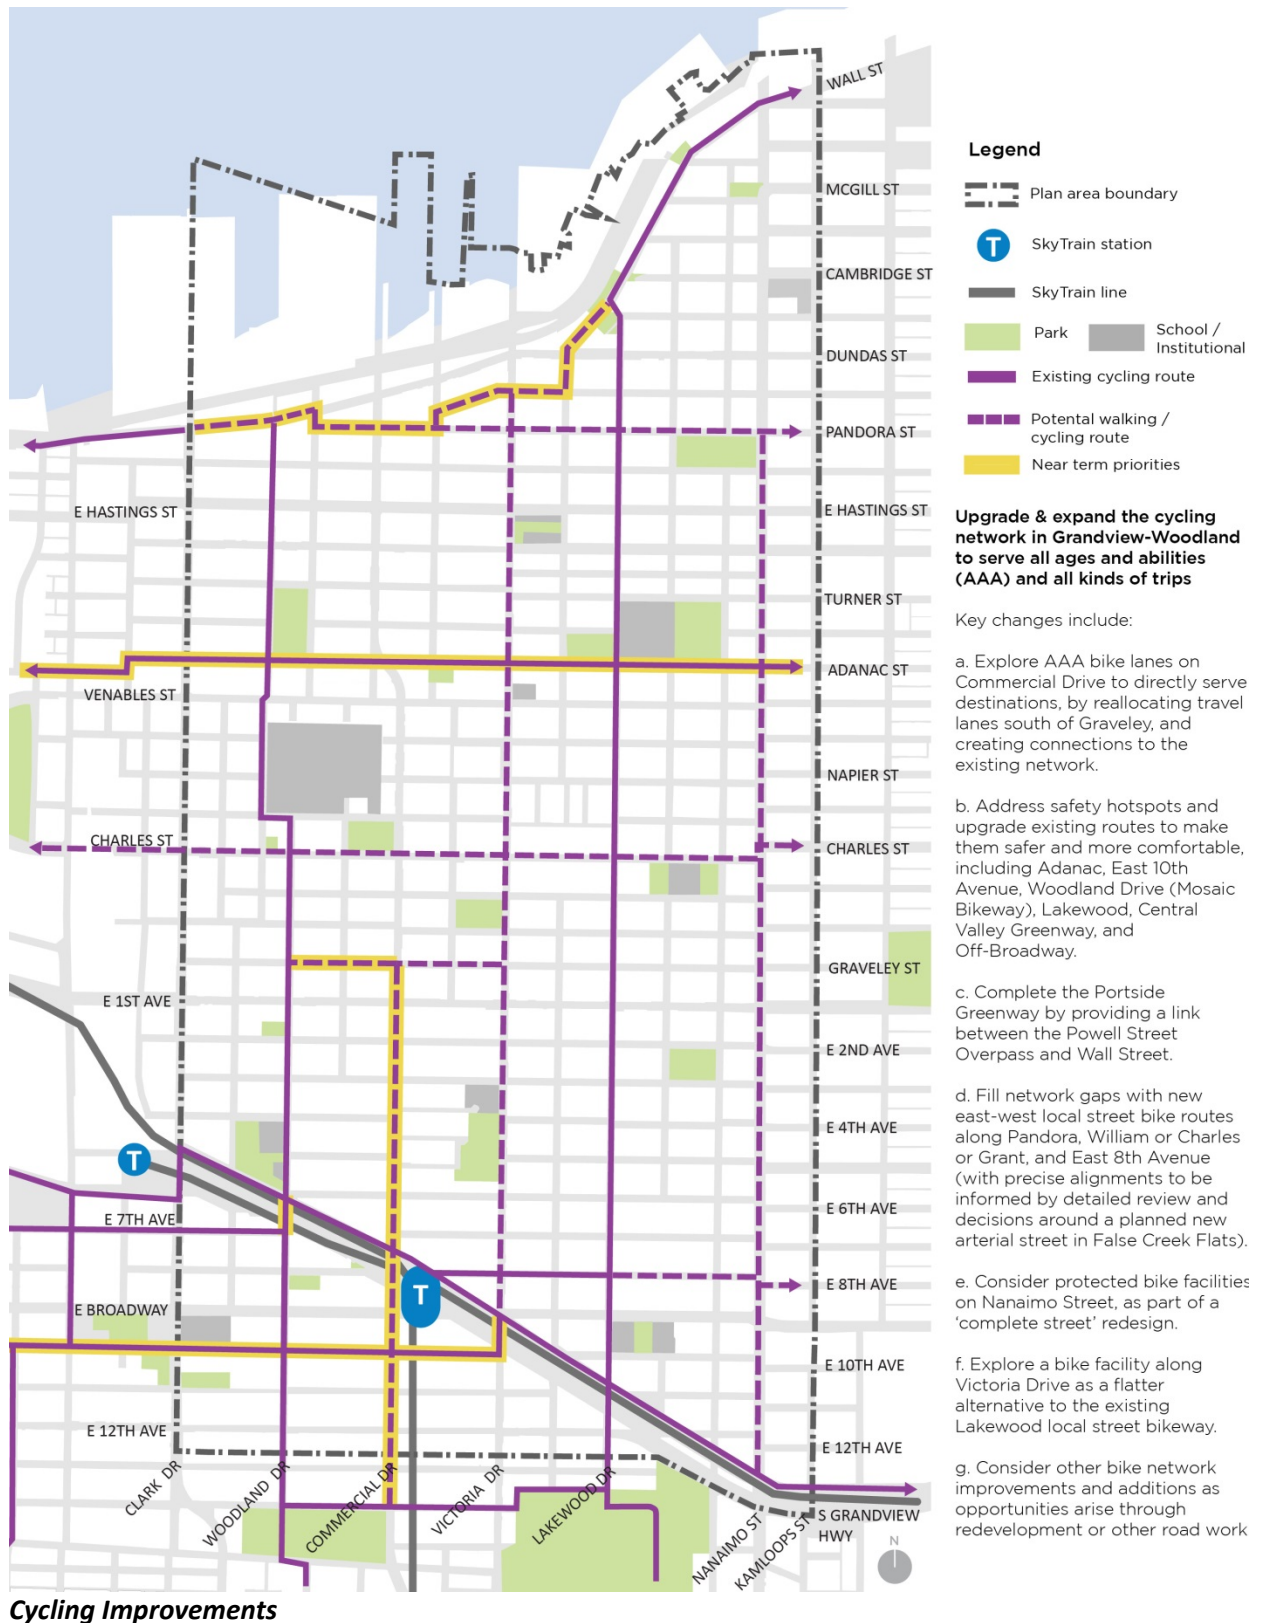 WALL ST
MCGILL ST
CAMBRIDGE ST
DUNDAS ST
PANDORA ST
E HASTINGS ST
E HASTINGS ST
TURNER ST
ADANAC ST
VENABLES ST
NAPIER ST
CHARLES ST
CHARLES ST
GRAVELEY ST
E 1ST AVE
E 2ND AVE
E 4TH AVE
T
E 6TH AVE
E 7TH AVE
E 8TH AVE
T
E BROADWAY
E 10TH AVE
E 12TH AVE
E 12TH AVE
CLARK DR
WOODLAND DR
COMMERCIAL DR
VICTORIA DR
LAKEWOOD DR
NANAIMO ST
KAMLOOPS ST
S GRANDVIEW
HWY
N
Legend
Plan area boundary
T
SkyTrain station
SkyTrain line
Park
School /
Institutional
Existing cycling route
Potental walking /
cycling route
Near term priorities
Upgrade & expand the cycling
network in Grandview-Woodland
to serve all ages and abilities
(AAA) and all kinds of trips
Key changes include:
a. Explore AAA bike lanes on
Commercial Drive to directly serve
destinations, by reallocating travel
lanes south of Graveley, and
creating connections to the
existing network.
b. Address safety hotspots and
upgrade existing routes to make
them safer and more comfortable,
including Adanac, East 10th
Avenue, Woodland Drive (Mosaic
Bikeway), Lakewood, Central
Valley Greenway, and
Off-Broadway.
c. Complete the Portside
Greenway by providing a link
between the Powell Street
Overpass and Wall Street.
d. Fill network gaps with new
east-west local street bike routes
along Pandora, William or Charles
or Grant, and East 8th Avenue
(with precise alignments to be
informed by detailed review and
decisions around a planned new
arterial street in False Creek Flats).
e. Consider protected bike facilities
on Nanaimo Street, as part of a
‘complete street’ redesign.
f. Explore a bike facility along
Victoria Drive as a flatter
alternative to the existing
Lakewood local street bikeway.
g. Consider other bike network
improvements and additions as
opportunities arise through
redevelopment or other road work
Cycling Improvements